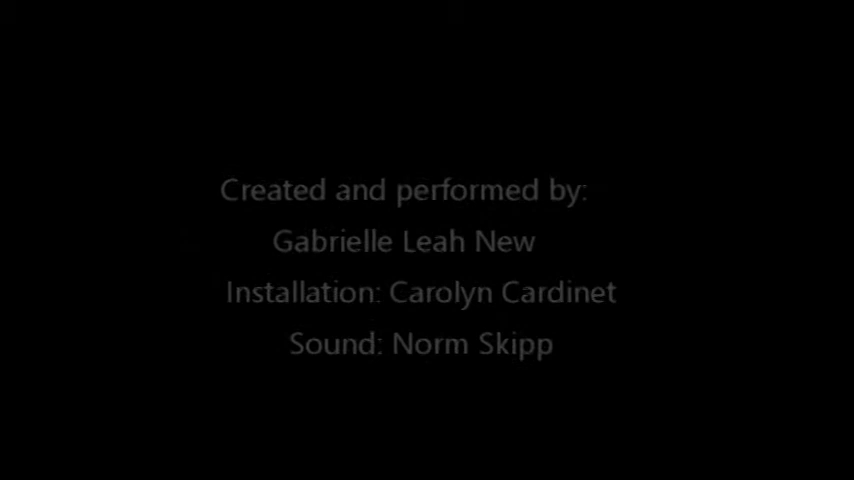 Created and performed by:
Gabrielle Leah New
Installation: Carolyn Cardinet
Sound: Norm Skipp